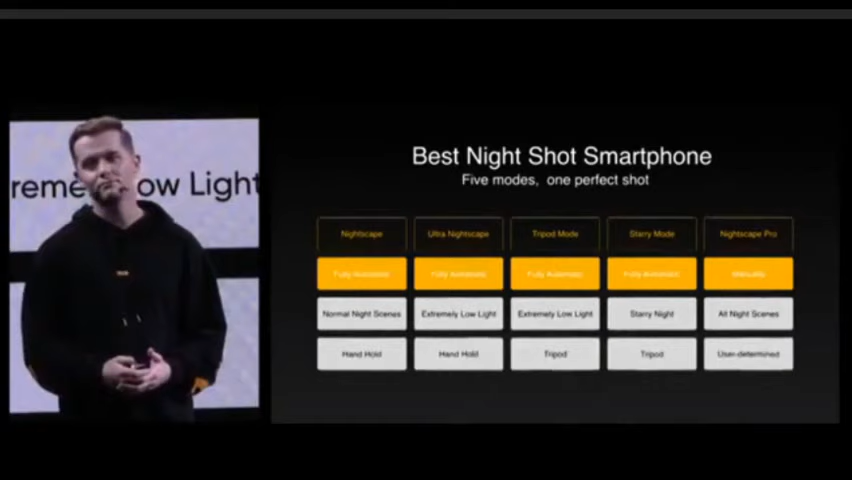 reme Low Light
Best Night Shot Smartphone
Five modes, one perfect shot
Nightscape Ultra Nightscape Tripod Mode Starry Mode Nightscape Pro
Fully Automatic Fully Automatic Fully Automatic Fully Automatic
Normal Night Scenes Extremely Low Light Extremely Low Light Starry Night All Night Scenes
Hand Hold Hand Hold Tripod Tripod User-determined